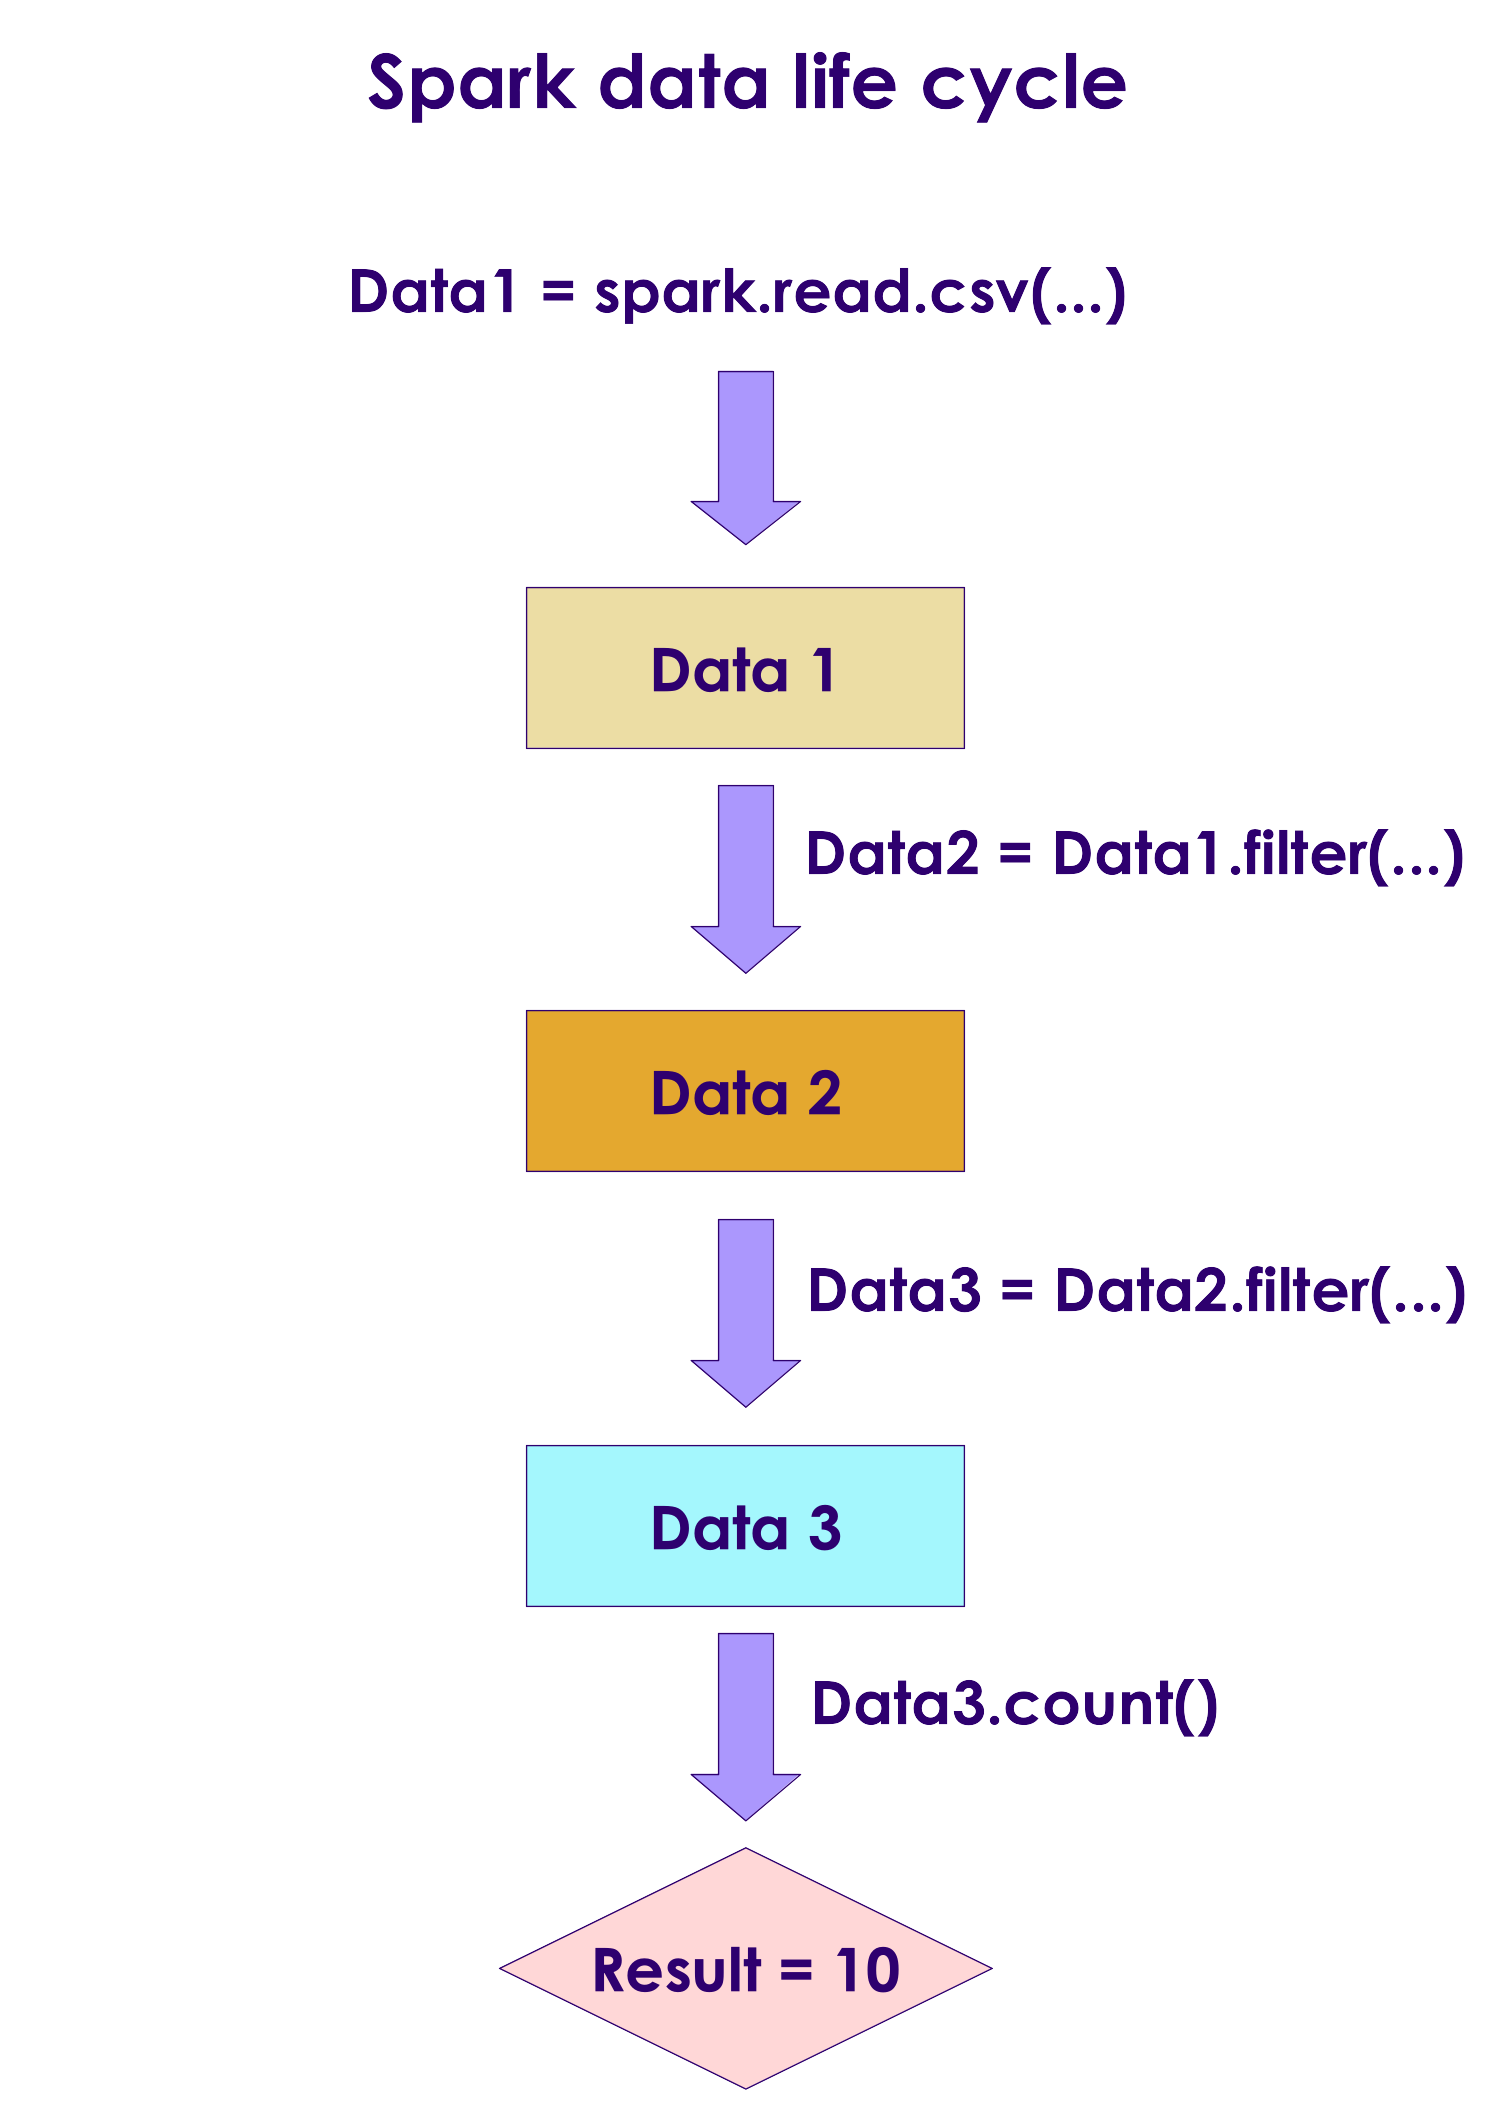 Spark data life cycle
Data1 = spark.read.csv(...)
Data 1
Data2 = Data1.filter(...)
Data 2
Data3 = Data2.filter(...)
Data 3
Data3.count()
Result = 10